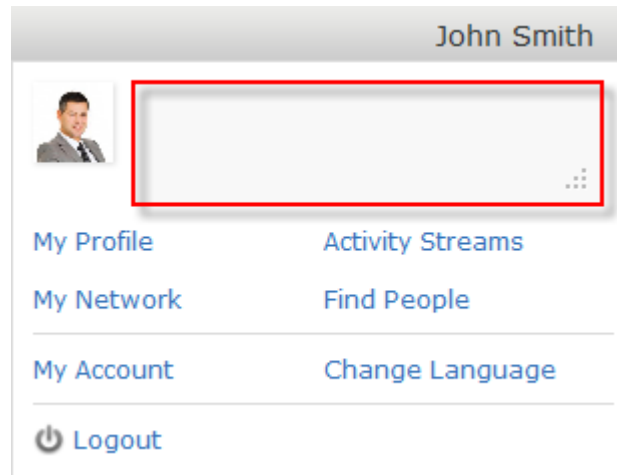 John Smith
My Profile Activity Streams
My Network Find People
My Account Change Language
Logout